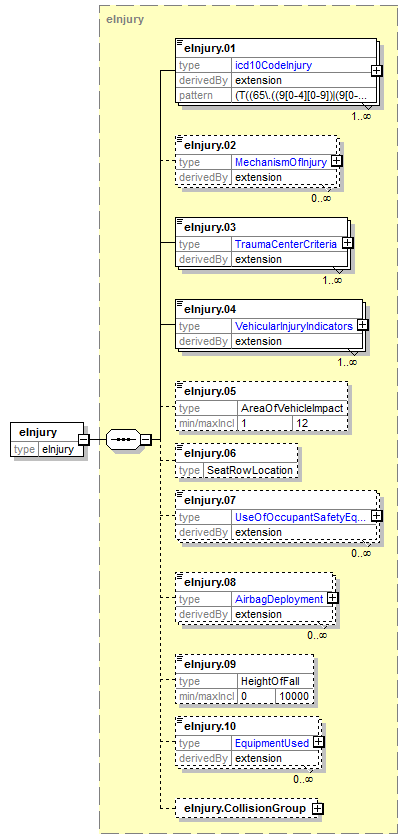 eInjury
eInjury.01
type icd10CodeInjury
derivedBy extension
pattern (T((65\.((9[0-4][0-9])|(9[0-...
1..∞
eInjury.02
type MechanismOfInjury
derivedBy extension
0..∞
eInjury.03
type TraumaCenterCriteria
derivedBy extension
1..∞
eInjury.04
type VehicularInjuryIndicators
derivedBy extension
1..∞
eInjury.05
type AreaOfVehicleImpact
min/maxIncl 1 12
eInjury
type eInjury
eInjury.06
type SeatRowLocation
eInjury.07
type UseOfOccupantSafetyEq...
derivedBy extension
0..∞
eInjury.08
type AirbagDeployment
derivedBy extension
0..∞
eInjury.09
type HeightOfFall
min/maxIncl 0 10000
eInjury.10
type EquipmentUsed
derivedBy extension
0..∞
eInjury.CollisionGroup